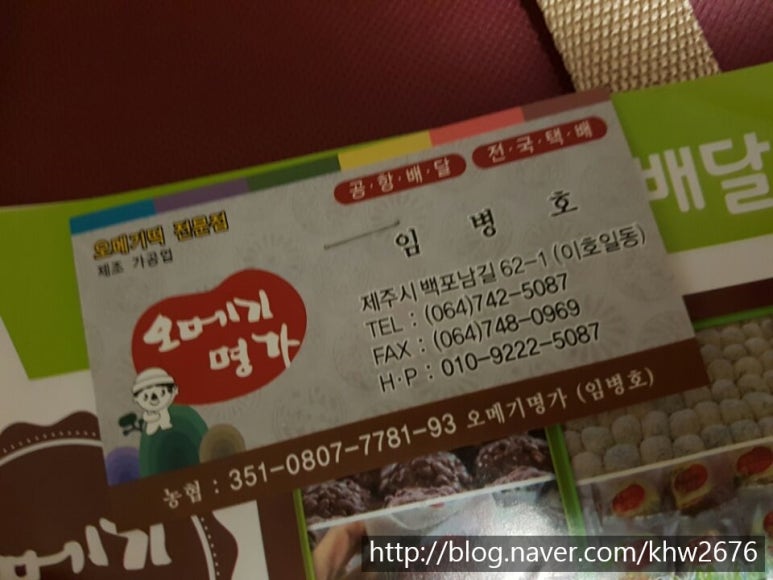 공·항·배·달 전·국·택·배
배달
오메기떡 전문점
제조 가공업
임 병 호
오메기
명가
제주시 백포남길 62-1 (이호일동)
TEL : (064)742-5087
FAX : (064)748-0969
H·P : 010-9222-5087
농협 : 351-0807-7781-93 오메기명가 (임병호)
오메기
http://blog.naver.com/khw2676